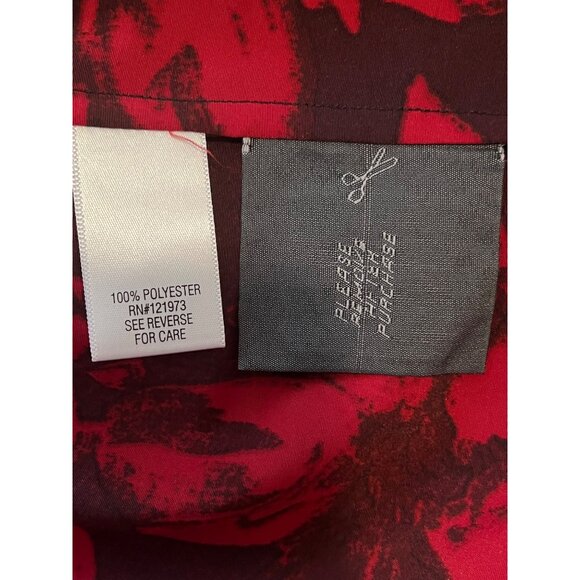 100% POLYESTER
RN#121973
SEE REVERSE
FOR CARE
PLEASE
REMOVE
AFTER
PURCHASE